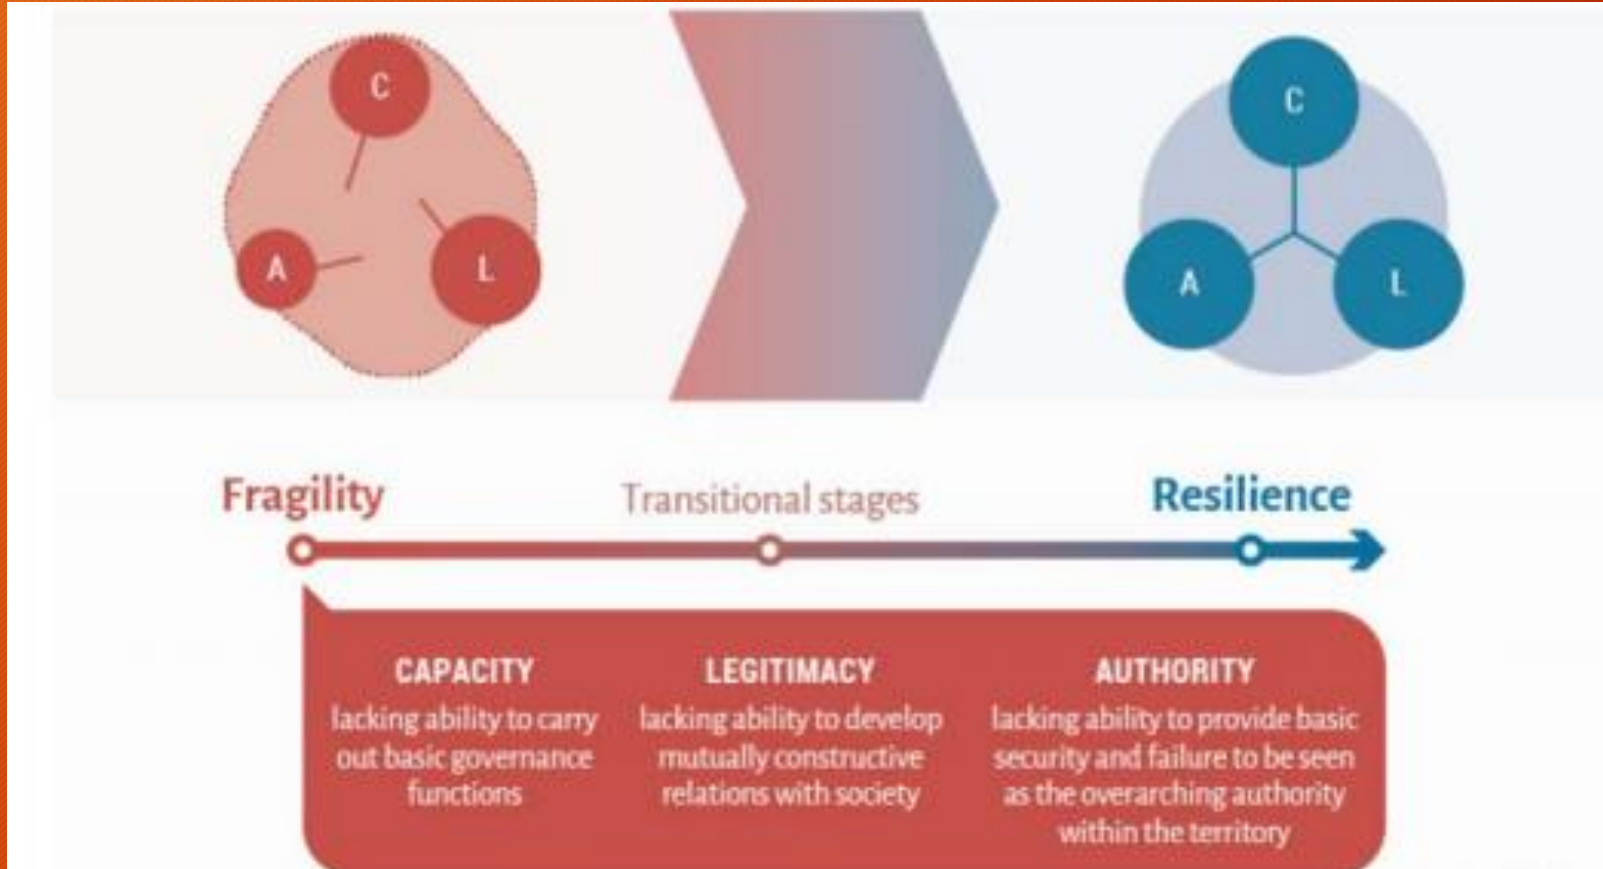 C
A
L
C
A
L
Fragility
Transitional stages
Resilience
CAPACITY
lacking ability to carry
out basic governance
functions
LEGITIMACY
lacking ability to develop
mutually constructive
relations with society
AUTHORITY
lacking ability to provide basic
security and failure to be seen
as the overarching authority
within the territory